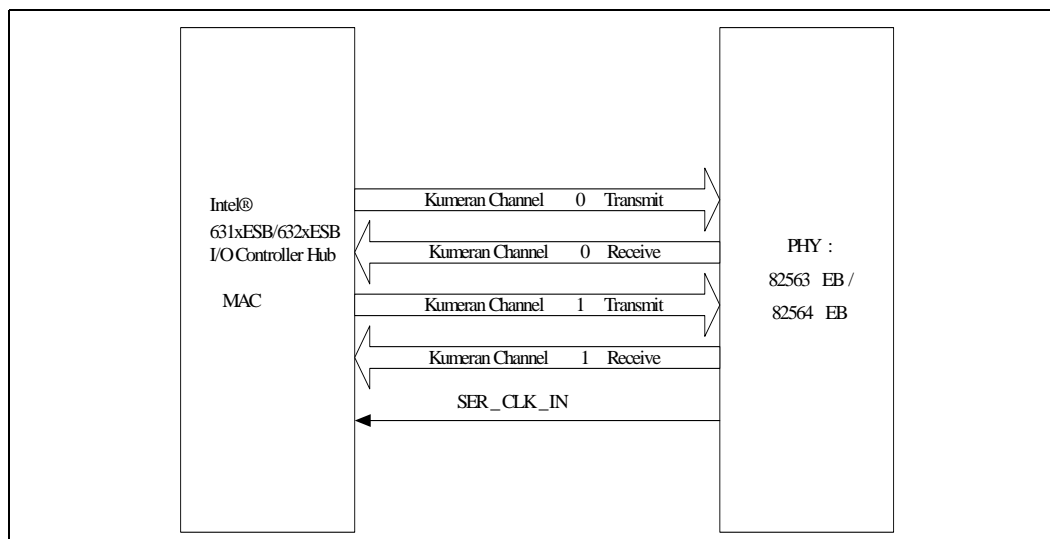 Intel®
631xESB/632xESB
I/O Controller Hub
MAC
Kumeran Channel 0 Transmit
Kumeran Channel 0 Receive
Kumeran Channel 1 Transmit
Kumeran Channel 1 Receive
SER_CLK_IN
PHY :
82563 EB /
82564 EB